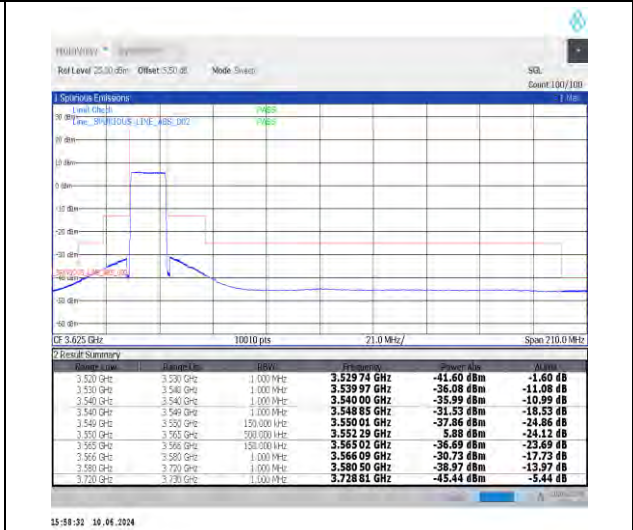 MultiView
Ref Level 25.00 dBm Offset 5.50 dB Mode Sweep SGL
Count 100/100
1 Spurious Emissions
Limit Check PASS
Line _SPURIOUS_LINE_ABS_002 PASS
30 dBm
20 dBm
10 dBm
0 dBm
-10 dBm
-20 dBm
-30 dBm
-40 dBm
-50 dBm
-60 dBm
CF 3.625 GHz 10010 pts 21.0 MHz/ Span 210.0 MHz
2 Result Summary
Range Low Range Up RBW Frequency Power Abs ΔLimit
3.520 GHz 3.530 GHz 1.000 MHz 3.529 74 GHz -41.60 dBm -1.60 dB
3.530 GHz 3.540 GHz 1.000 MHz 3.539 97 GHz -36.08 dBm -11.08 dB
3.540 GHz 3.540 GHz 1.000 MHz 3.540 00 GHz -35.99 dBm -10.99 dB
3.540 GHz 3.549 GHz 1.000 MHz 3.548 85 GHz -31.53 dBm -18.53 dB
3.549 GHz 3.550 GHz 150.000 kHz 3.550 01 GHz -37.86 dBm -24.86 dB
3.550 GHz 3.565 GHz 500.000 kHz 3.552 29 GHz 5.88 dBm -24.12 dB
3.565 GHz 3.566 GHz 150.000 kHz 3.565 02 GHz -36.69 dBm -23.69 dB
3.566 GHz 3.580 GHz 1.000 MHz 3.566 09 GHz -30.73 dBm -17.73 dB
3.580 GHz 3.720 GHz 1.000 MHz 3.580 50 GHz -38.97 dBm -13.97 dB
3.720 GHz 3.730 GHz 1.000 MHz 3.728 81 GHz -45.44 dBm -5.44 dB
15:58:32 10.06.2024